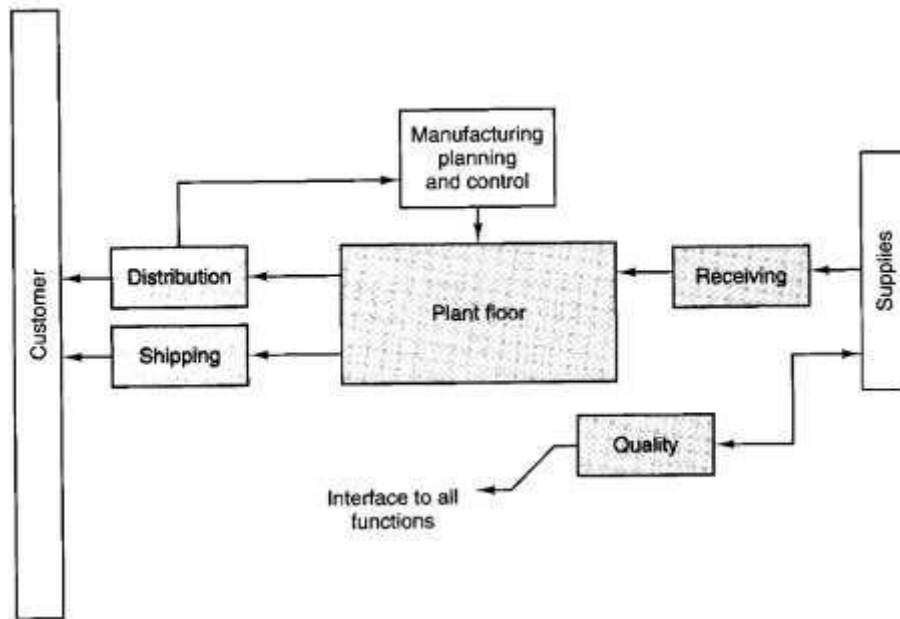 Manufacturing
planning
and control
Customer
Distribution
Plant floor
Receiving
Supplies
Shipping
Quality
Interface to all
functions